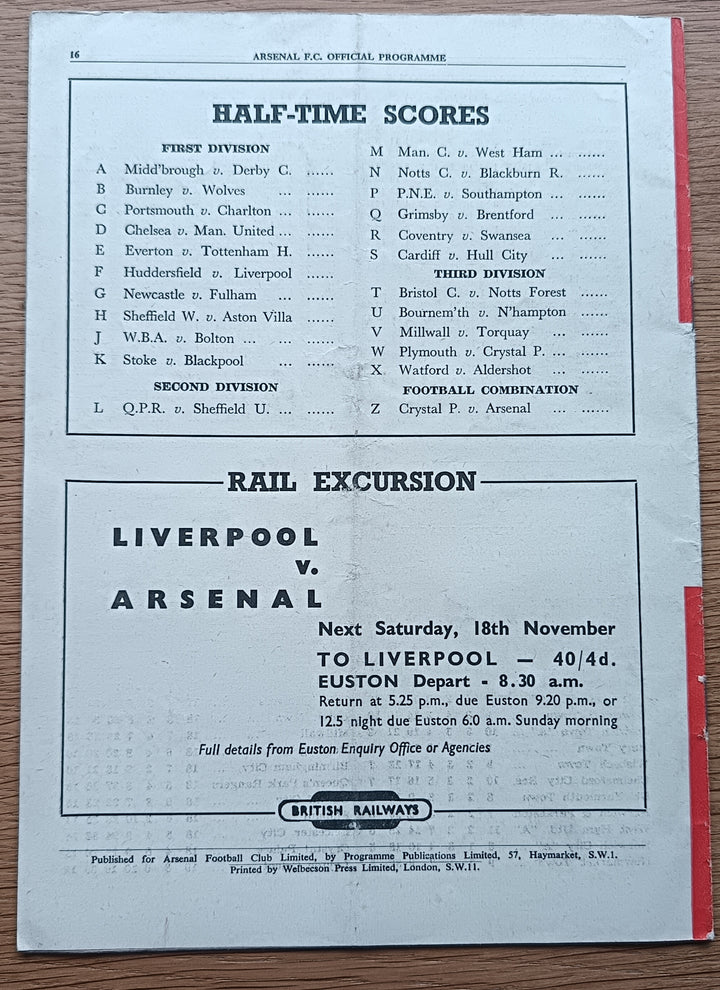 16
ARSENAL F.C. OFFICIAL PROGRAMME
HALF-TIME SCORES
FIRST DIVISION
A Midd'brough v. Derby C. ......
B Burnley v. Wolves ... ......
C Portsmouth v. Charlton ... ......
D Chelsea v. Man. United ... ......
E Everton v. Tottenham H. ......
F Huddersfield v. Liverpool ......
G Newcastle v. Fulham ... ......
H Sheffield W. v. Aston Villa ......
J W.B.A. v. Bolton ... ... ......
K Stoke v. Blackpool ... ......
SECOND DIVISION
L Q.P.R. v. Sheffield U. ... ......
M Man. C. v. West Ham ... ......
N Notts C. v. Blackburn R. ......
P P.N.E. v. Southampton ... ......
Q Grimsby v. Brentford ... ......
R Coventry v. Swansea ... ......
S Cardiff v. Hull City ... ......
THIRD DIVISION
T Bristol C. v. Notts Forest ......
U Bournem'th v. N'hampton ......
V Millwall v. Torquay ... ......
W Plymouth v. Crystal P. ... ......
X Watford v. Aldershot ... ......
FOOTBALL COMBINATION
Z Crystal P. v. Arsenal ... ......
RAIL EXCURSION
LIVERPOOL
v.
ARSENAL
Next Saturday, 18th November
TO LIVERPOOL — 40/4d.
EUSTON Depart - 8.30 a.m.
Return at 5.25 p.m., due Euston 9.20 p.m., or
12.5 night due Euston 6.0 a.m. Sunday morning
Full details from Euston Enquiry Office or Agencies
BRITISH RAILWAYS
Published for Arsenal Football Club Limited, by Programme Publications Limited, 57, Haymarket, S.W.1.
Printed by Welbecson Press Limited, London, S.W.11.